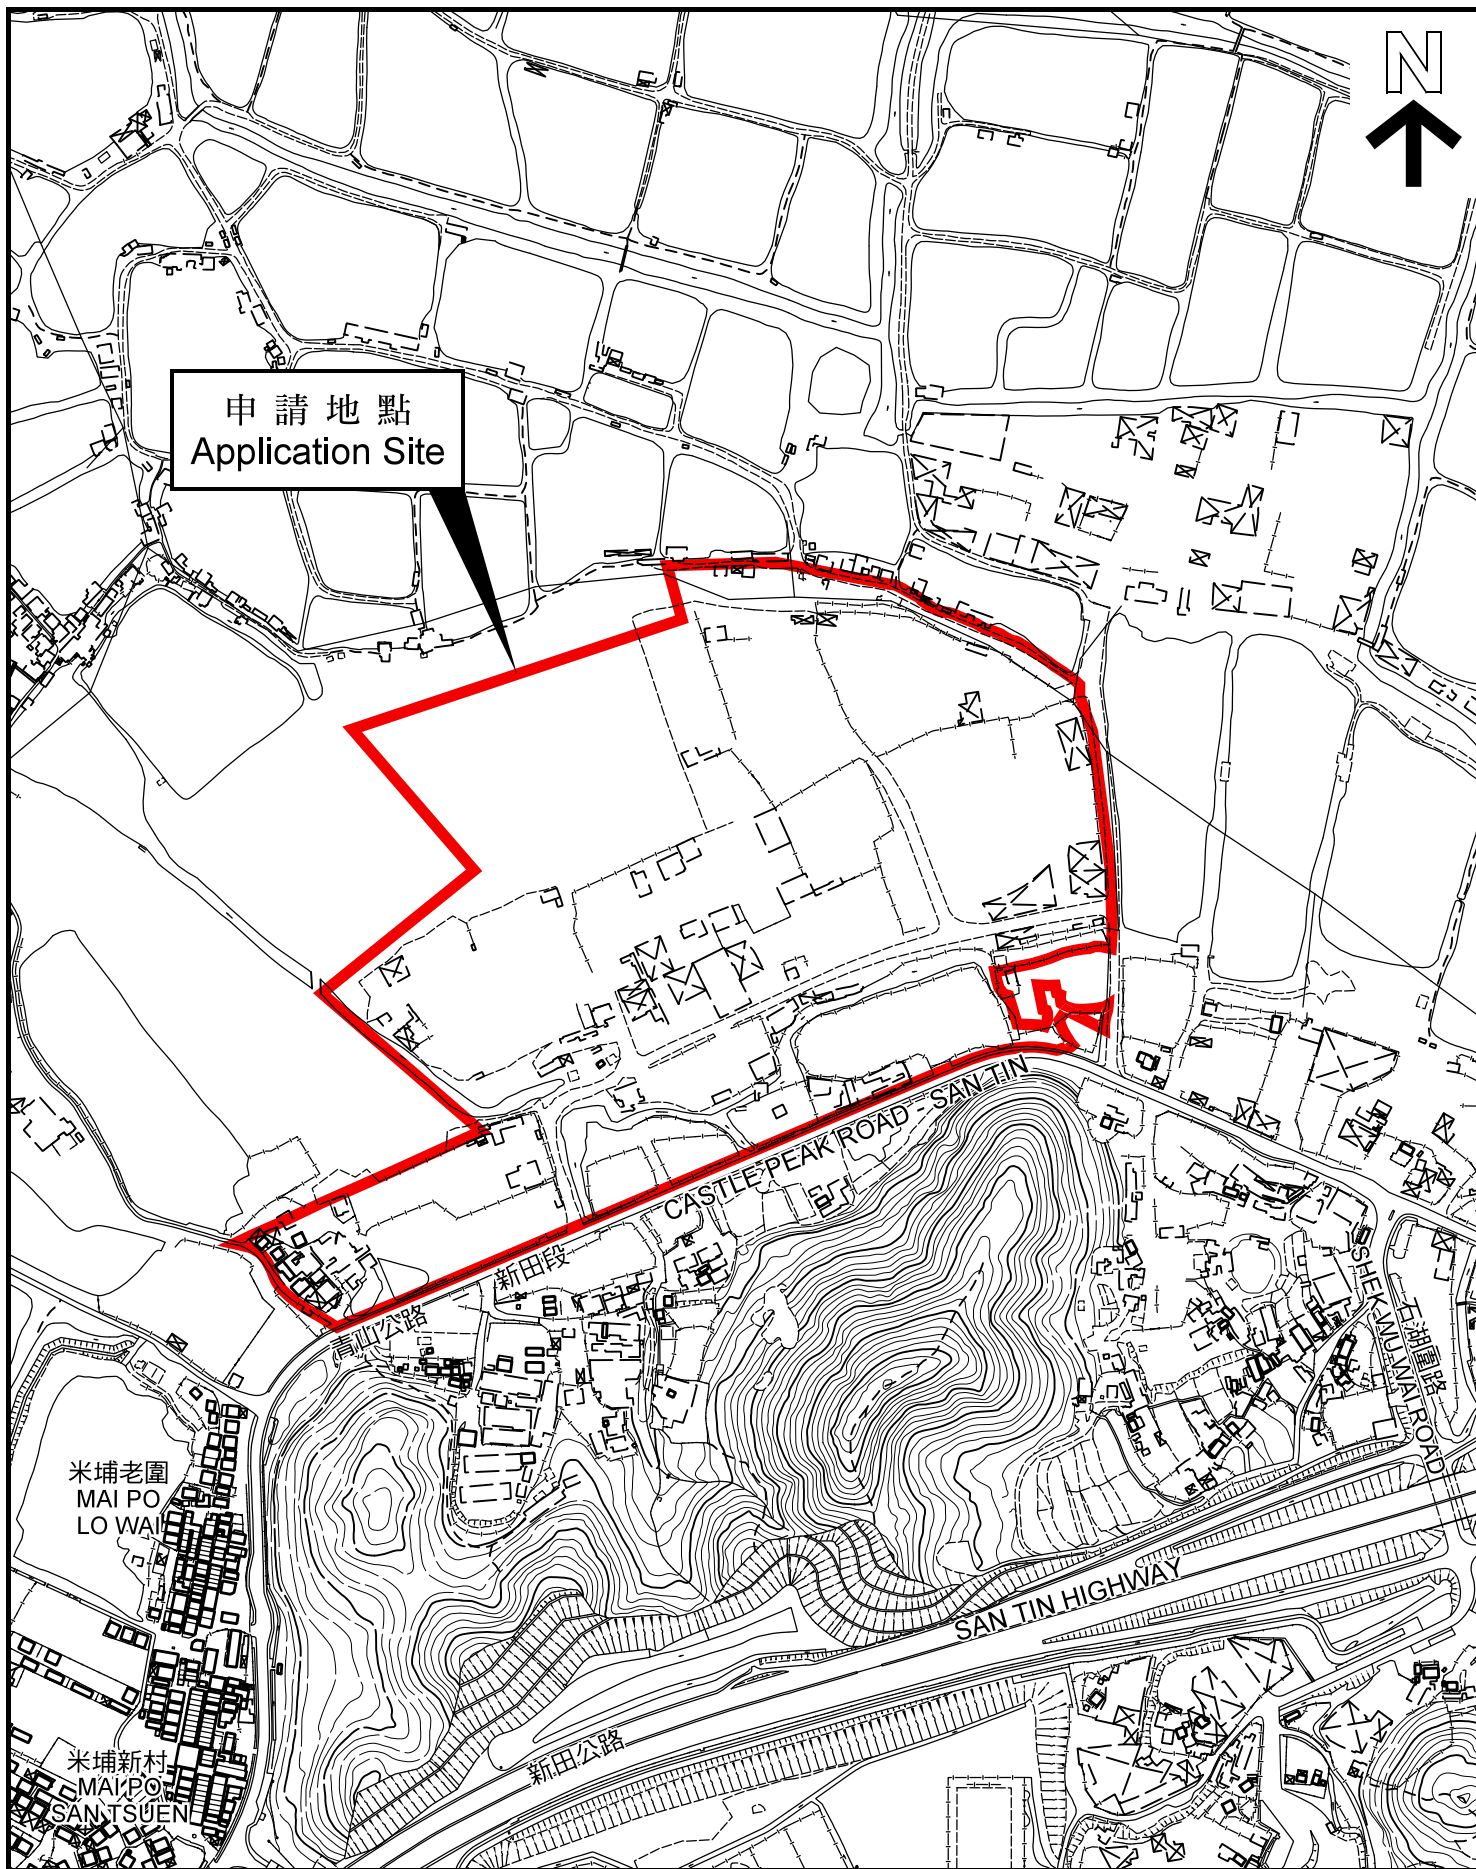 N
申請地點
Application Site
CASTLE PEAK ROAD - SAN TIN
新田段
青山公路
SHEK WU WAI ROAD
石湖圍路
米埔老圍
MAI PO
LO WAI
SAN TIN HIGHWAY
新田公路
米埔新村
MAI PO
SAN TSUEN